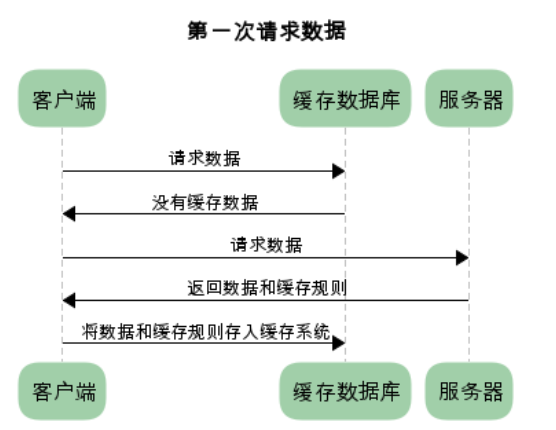 第一次请求数据
客户端 缓存数据库 服务器
请求数据
没有缓存数据
请求数据
返回数据和缓存规则
将数据和缓存规则存入缓存系统
客户端 缓存数据库 服务器